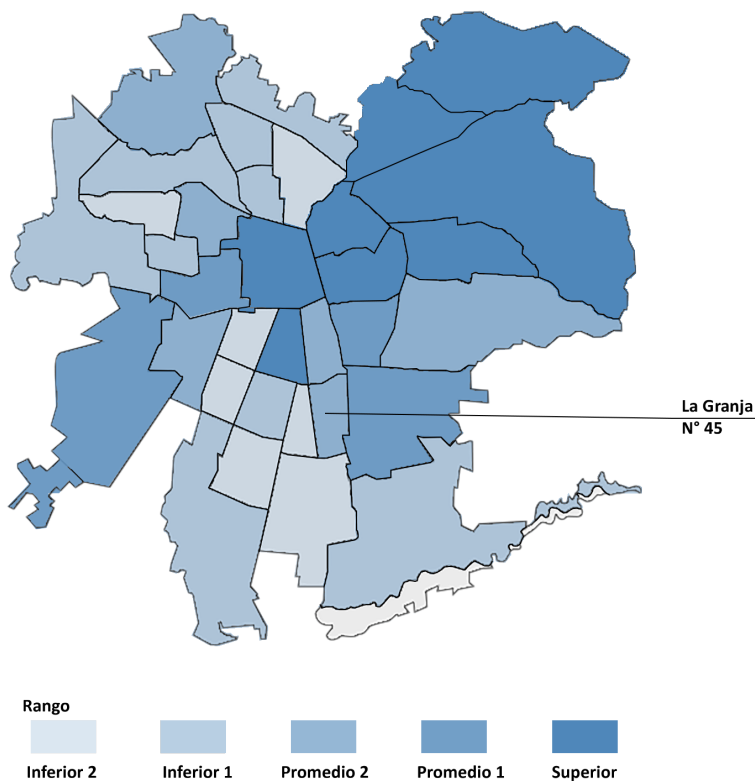 La Granja
N° 45
Rango
Inferior 2
Inferior 1
Promedio 2
Promedio 1
Superior